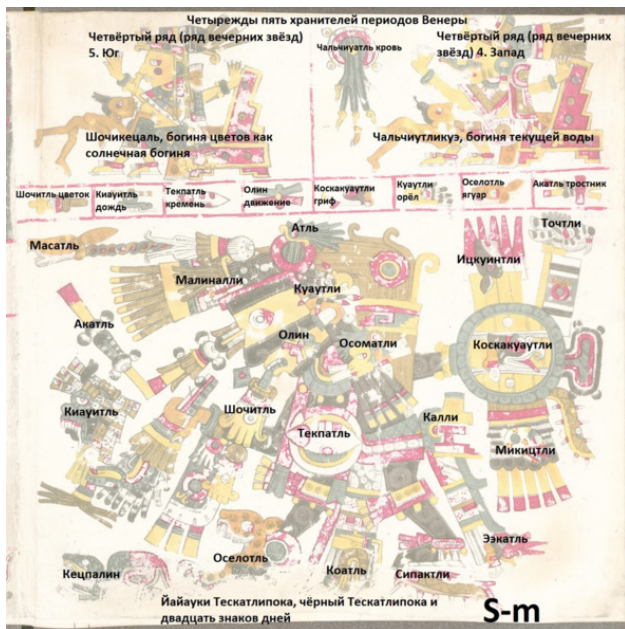 Четырежды пять хранителей периодов Венеры
Четвёртый ряд (ряд вечерних звёзд)
5. Юг
Чальчиуатль кровь
Четвёртый ряд (ряд вечерних
звёзд) 4. Запад
Шочикецаль, богиня цветов как
солнечная богиня
Чальчиутликуэ, богиня текущей воды
Шочитль цветок
Киауитль
дождь
Текпатль
кремень
Олин
движение
Коскакуаутли
гриф
Куаутли
орёл
Оселотль
ягуар
Акатль тростник
Масатль
Атль
Точтли
Ицкуинтли
Малиналли
Куаутли
Акатль
Олин
Осоматли
Коскакуаутли
Киауитль
Шочитль
Калли
Текпатль
Микицтли
Ээкатль
Оселотль
Кецпалин
Коатль
Сипактли
Йайауки Тескатлипока, чёрный Тескатлипока и
двадцать знаков дней
S-m